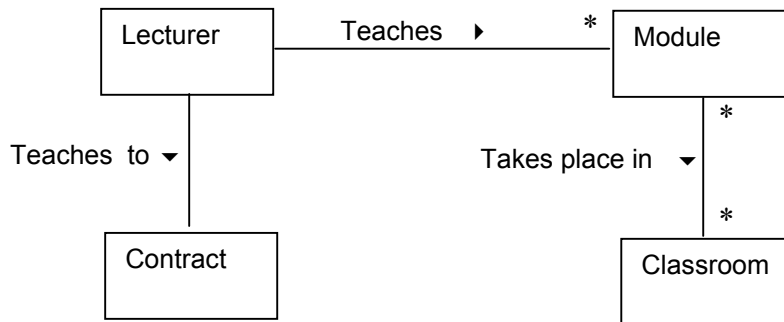 Lecturer
Teaches ▸
*
Module
*
Teaches to ▾
Takes place in ▾
*
Contract
Classroom